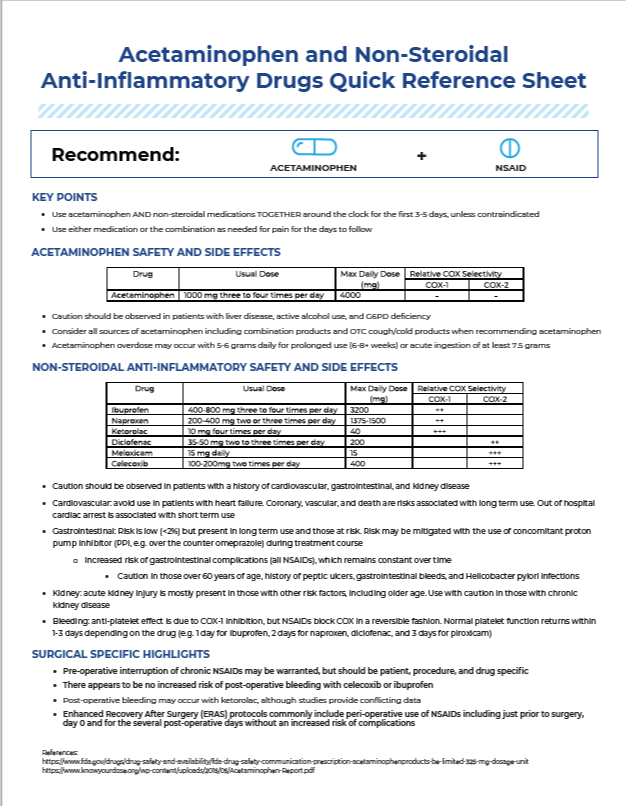 Acetaminophen and Non-Steroidal
Anti-Inflammatory Drugs Quick Reference Sheet
Recommend:
ACETAMINOPHEN
+
NSAID
KEY POINTS
• Use acetaminophen AND non-steroidal medications TOGETHER around the clock for the first 3-5 days, unless contraindicated
• Use either medication or the combination as needed for pain for the days to follow
ACETAMINOPHEN SAFETY AND SIDE EFFECTS
Drug Usual Dose Max Daily Dose (mg) Relative COX Selectivity
COX-1 COX-2
Acetaminophen 1000 mg three to four times per day 4000 - -
• Caution should be observed in patients with liver disease, active alcohol use, and G6PD deficiency
• Consider all sources of acetaminophen including combination products and OTC cough/cold products when recommending acetaminophen
• Acetaminophen overdose may occur with 5-6 grams daily for prolonged use (6-8+ weeks) or acute ingestion of at least 7.5 grams
NON-STEROIDAL ANTI-INFLAMMATORY SAFETY AND SIDE EFFECTS
Drug Usual Dose Max Daily Dose (mg) Relative COX Selectivity
COX-1 COX-2
Ibuprofen 400-800 mg three to four times per day 3200 ++
Naproxen 200-400 mg two or three times per day 1375-1500 ++
Ketorolac 10 mg four times per day 40 +++
Diclofenac 35-50 mg two to three times per day 200 ++
Meloxicam 15 mg daily 15 +++
Celecoxib 100-200mg two times per day 400 +++
• Caution should be observed in patients with a history of cardiovascular, gastrointestinal, and kidney disease
• Cardiovascular: avoid use in patients with heart failure. Coronary, vascular, and death are risks associated with long term use. Out of hospital
cardiac arrest is associated with short term use
• Gastrointestinal: Risk is low (<2%) but present in long term use and those at risk. Risk may be mitigated with the use of concomitant proton
pump inhibitor (PPI, e.g. over the counter omeprazole) during treatment course
o Increased risk of gastrointestinal complications (all NSAIDs), which remains constant over time
▪ Caution in those over 60 years of age, history of peptic ulcers, gastrointestinal bleeds, and Helicobacter pylori infections
• Kidney: acute kidney injury is mostly present in those with other risk factors, including older age. Use with caution in those with chronic
kidney disease
• Bleeding: anti-platelet effect is due to COX-1 inhibition, but NSAIDs block COX in a reversible fashion. Normal platelet function returns within
1-3 days depending on the drug (e.g. 1 day for ibuprofen, 2 days for naproxen, diclofenac, and 3 days for piroxicam)
SURGICAL SPECIFIC HIGHLIGHTS
• Pre-operative interruption of chronic NSAIDs may be warranted, but should be patient, procedure, and drug specific
• There appears to be no increased risk of post-operative bleeding with celecoxib or ibuprofen
• Post-operative bleeding may occur with ketorolac, although studies provide conflicting data
• Enhanced Recovery After Surgery (ERAS) protocols commonly include peri-operative use of NSAIDs including just prior to surgery,
day 0 and for the several post-operative days without an increased risk of complications
References:
https://www.fda.gov/drugs/drug-safety-and-availability/fda-drug-safety-communication-prescription-acetaminophenproducts-be-limited-325-mg-dosage-unit
https://www.knowyourdose.org/wp-content/uploads/2015/05/Acetaminophen-Report.pdf